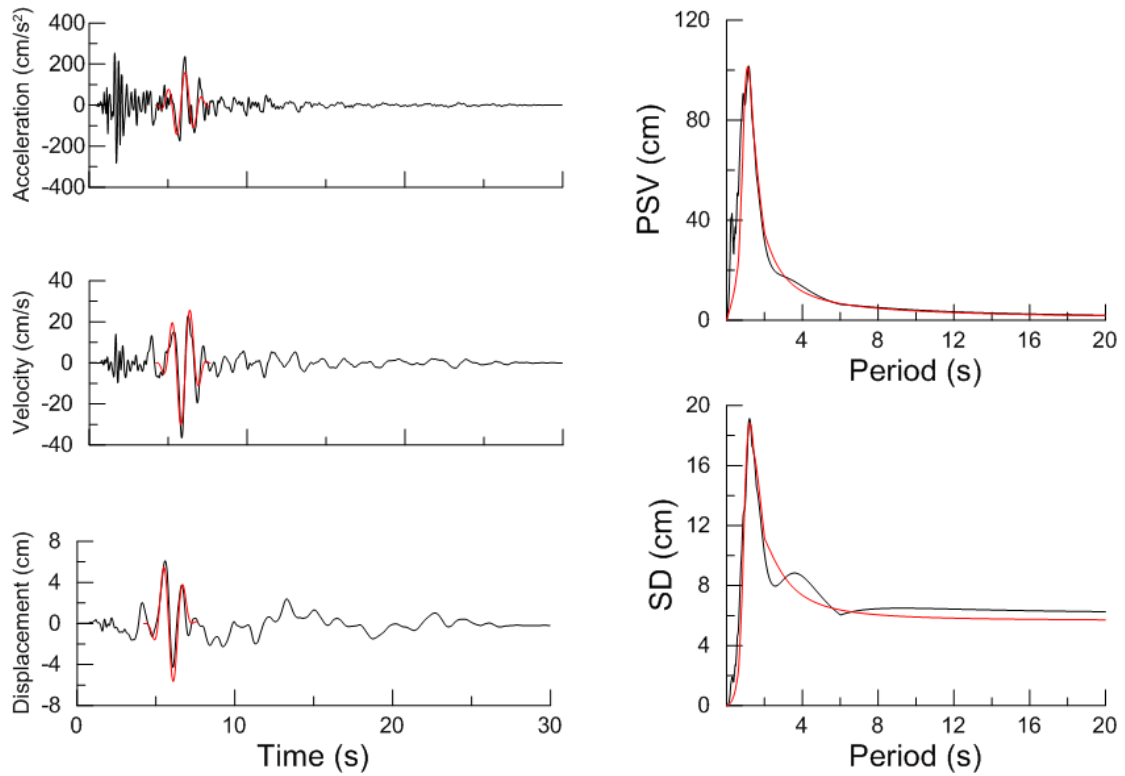 400
200
0
-200
-400
Acceleration (cm/s²)
40
20
0
-20
-40
Velocity (cm/s)
8
4
0
-4
-8
Displacement (cm)
0 10 20 30
Time (s)
120
80
40
0
PSV (cm)
4 8 12 16 20
Period (s)
20
16
12
8
4
0
SD (cm)
4 8 12 16 20
Period (s)